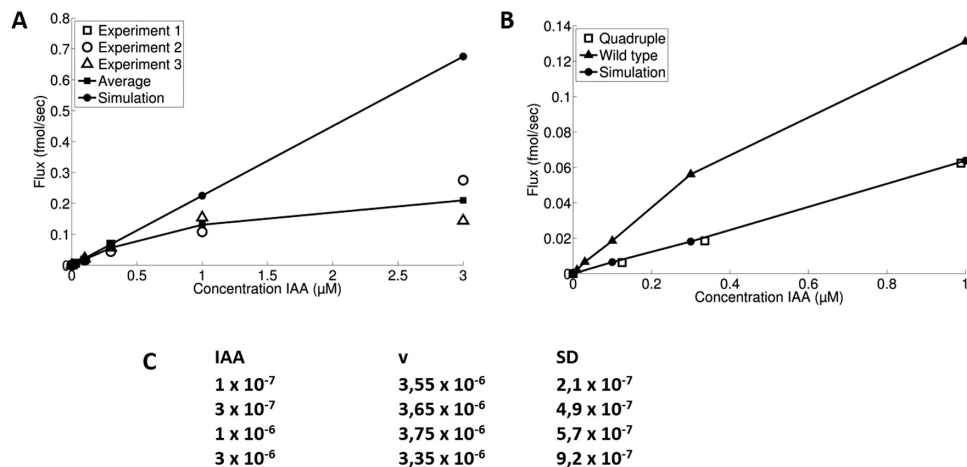 A
0.8
0.7
0.6
0.5
0.4
0.3
0.2
0.1
0
Flux (fmol/sec)
Experiment 1
Experiment 2
Experiment 3
Average
Simulation
0 0.5 1 1.5 2 2.5 3
Concentration IAA (μM)
B
0.14
0.12
0.1
0.08
0.06
0.04
0.02
0
Flux (fmol/sec)
Quadruple
Wild type
Simulation
0 0.2 0.4 0.6 0.8 1
Concentration IAA (μM)
C IAA v SD
1 x 10⁻⁷ 3,55 x 10⁻⁶ 2,1 x 10⁻⁷
3 x 10⁻⁷ 3,65 x 10⁻⁶ 4,9 x 10⁻⁷
1 x 10⁻⁶ 3,75 x 10⁻⁶ 5,7 x 10⁻⁷
3 x 10⁻⁶ 3,35 x 10⁻⁶ 9,2 x 10⁻⁷